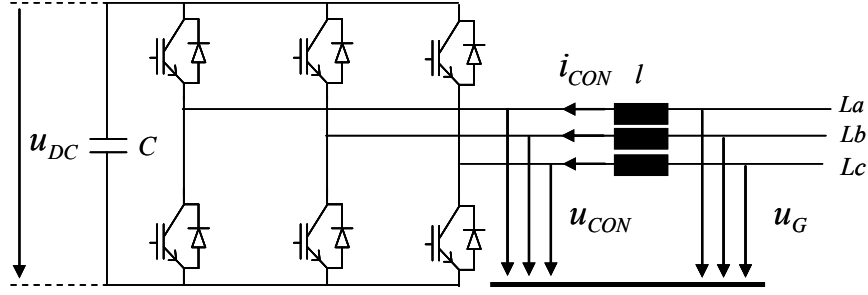 i_CON l
La
Lb
Lc
u_DC C
u_CON u_G